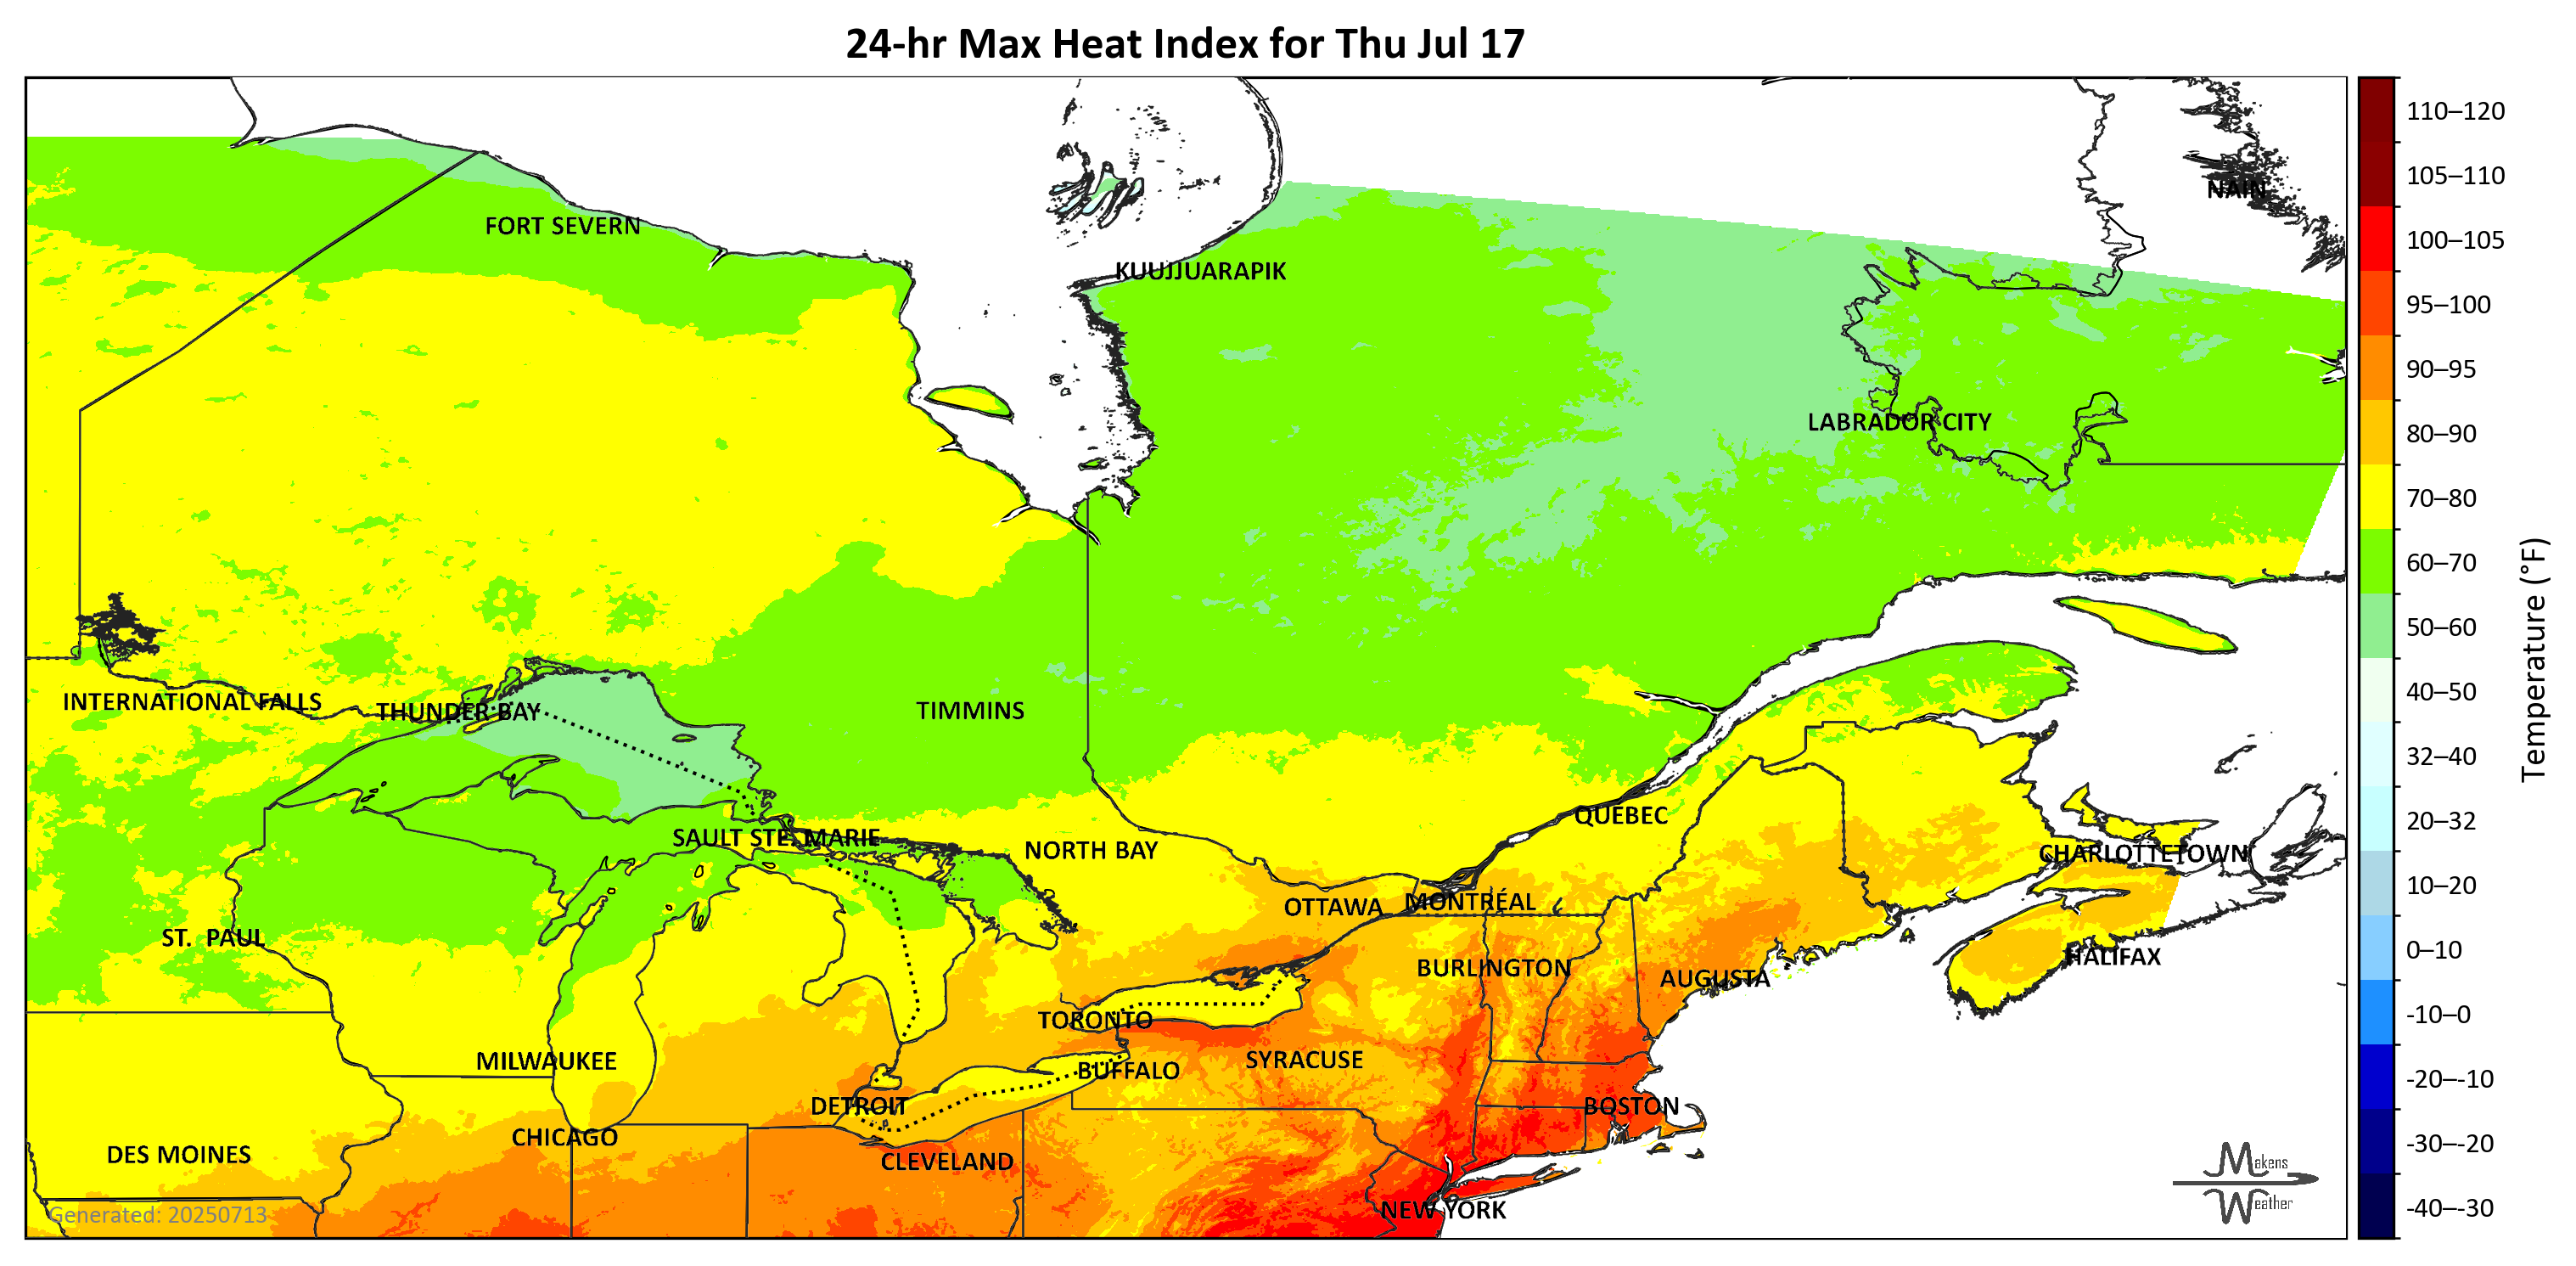 24-hr Max Heat Index for Thu Jul 17
NAIN
FORT SEVERN
KUUJJUARAPIK
LABRADOR CITY
INTERNATIONAL FALLS
THUNDER BAY
TIMMINS
QUÉBEC
SAULT STE. MARIE
NORTH BAY
CHARLOTTETOWN
OTTAWA
MONTRÉAL
ST. PAUL
HALIFAX
BURLINGTON
AUGUSTA
TORONTO
SYRACUSE
MILWAUKEE
BUFFALO
DETROIT
BOSTON
CHICAGO
DES MOINES
CLEVELAND
NEW YORK
Generated: 20250713
Makens
Weather
110–120
105–110
100–105
95–100
90–95
80–90
70–80
60–70
50–60
40–50
32–40
20–32
10–20
0–10
-10–0
-20–-10
-30–-20
-40–-30
Temperature (°F)